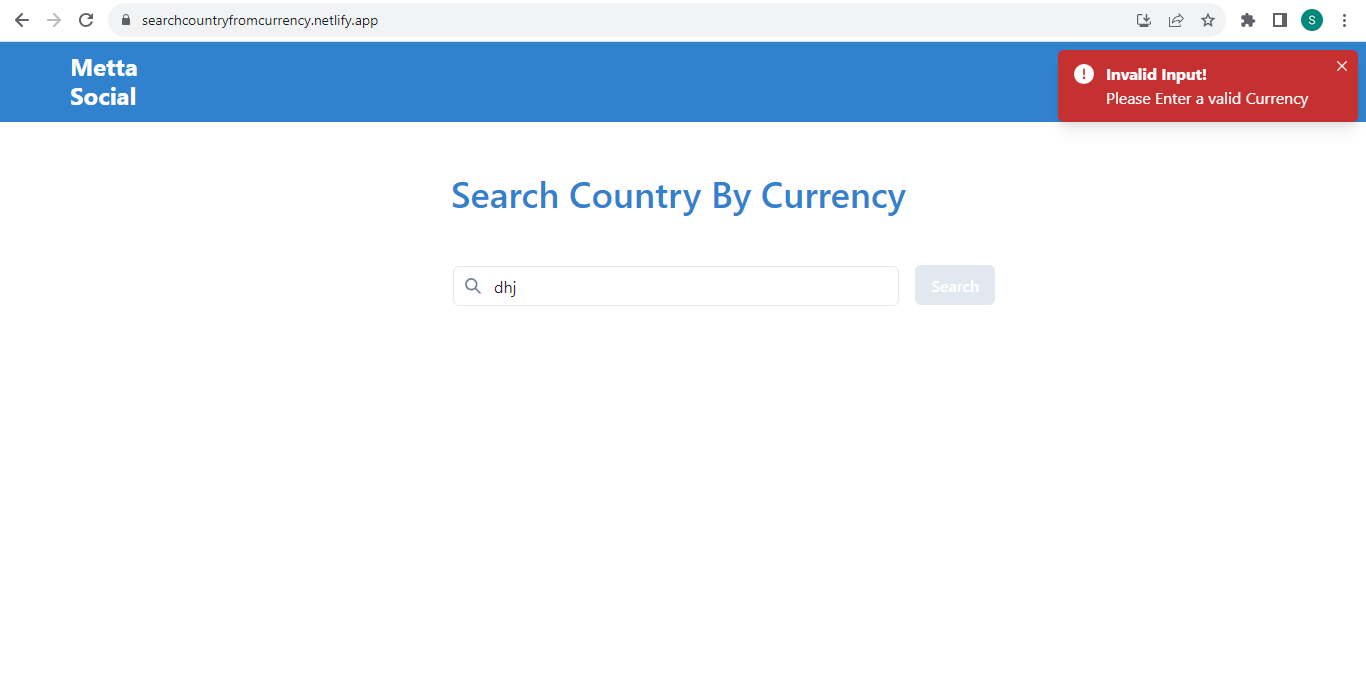 searchcountryfromcurrency.netlify.app
S
Metta
Social
Invalid Input!
Please Enter a valid Currency
Search Country By Currency
dhj
Search